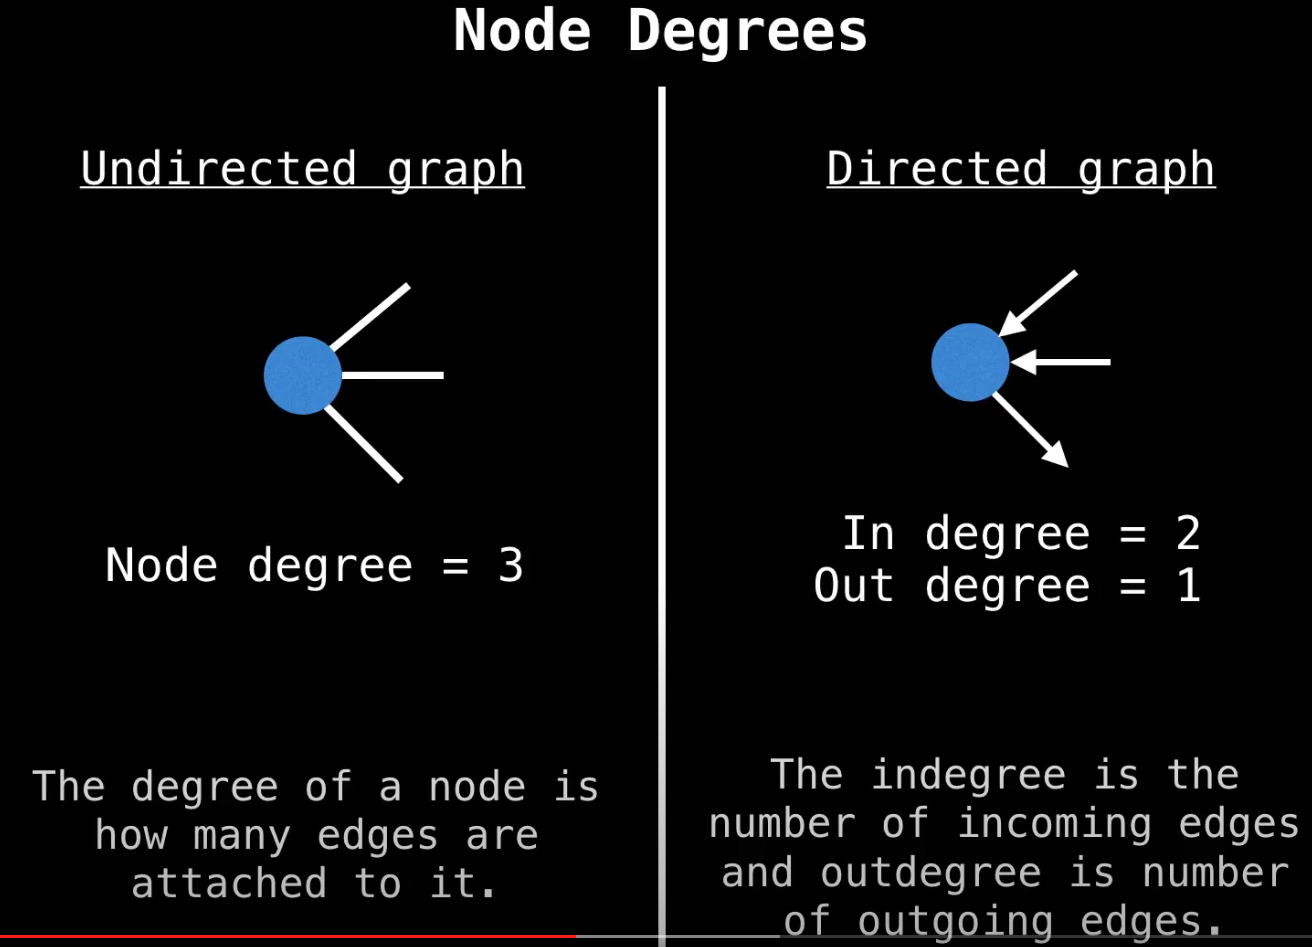 Node Degrees
Undirected graph
Node degree = 3
The degree of a node is
how many edges are
attached to it.
Directed graph
In degree = 2
Out degree = 1
The indegree is the
number of incoming edges
and outdegree is number
of outgoing edges.